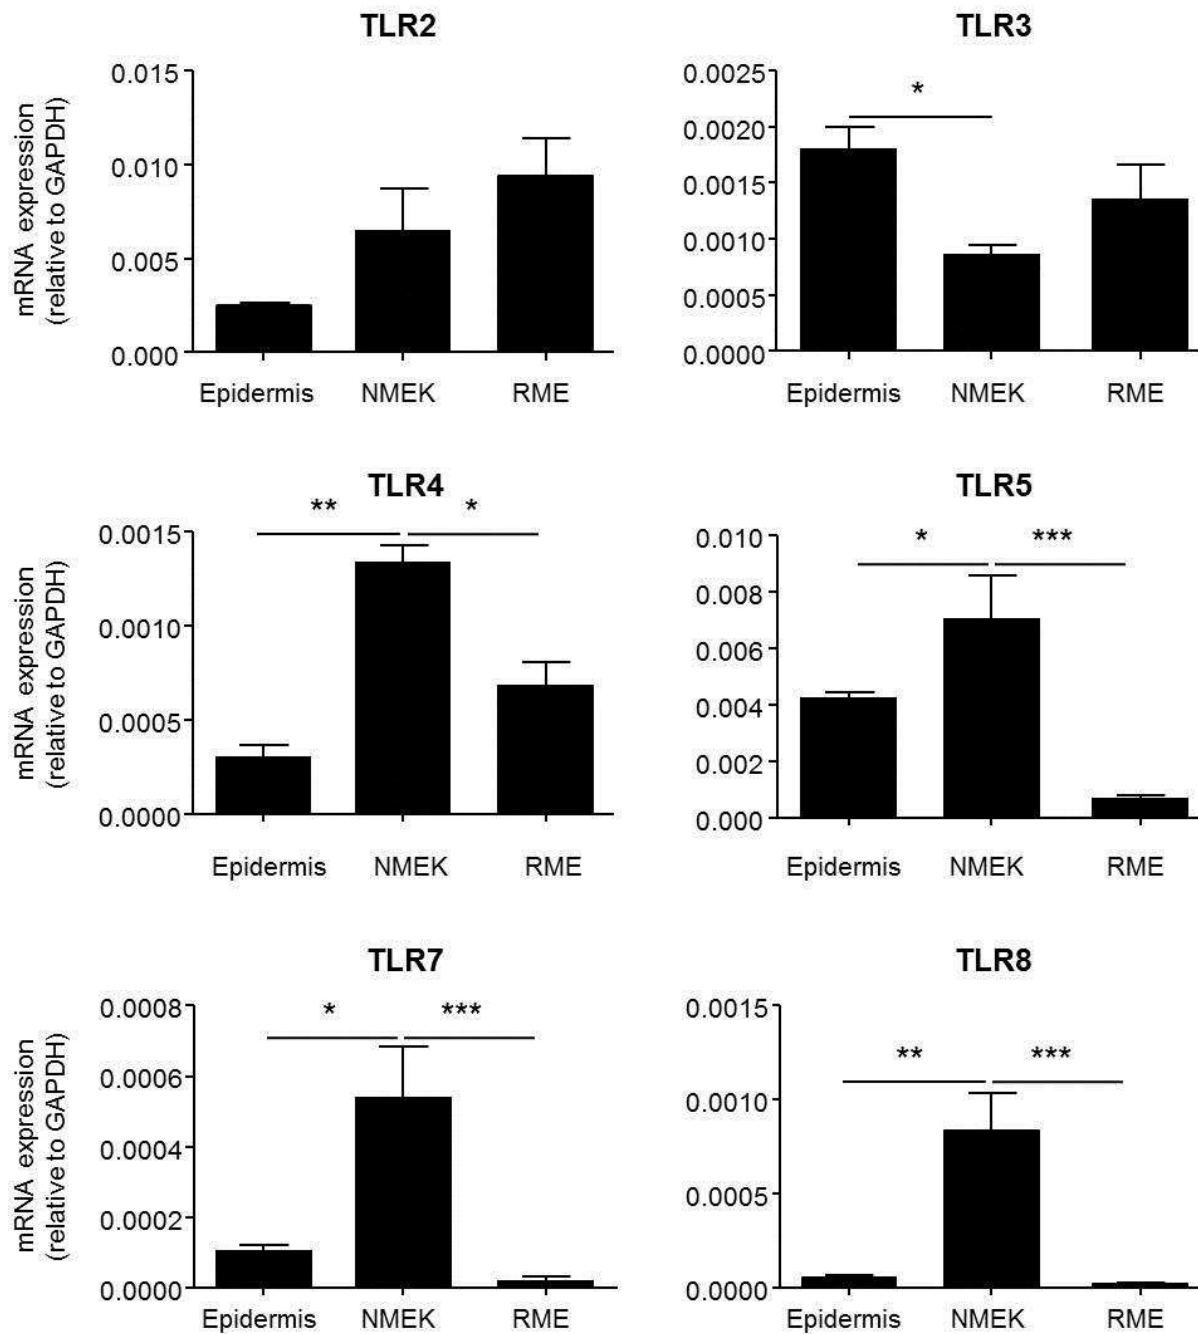 TLR2
mRNA expression
(relative to GAPDH)
0.015
0.010
0.005
0.000
Epidermis NMEK RME
TLR3
*
0.0025
0.0020
0.0015
0.0010
0.0005
0.0000
Epidermis NMEK RME
TLR4
** *
mRNA expression
(relative to GAPDH)
0.0015
0.0010
0.0005
0.0000
Epidermis NMEK RME
TLR5
* ***
0.010
0.008
0.006
0.004
0.002
0.000
Epidermis NMEK RME
TLR7
* ***
mRNA expression
(relative to GAPDH)
0.0008
0.0006
0.0004
0.0002
0.0000
Epidermis NMEK RME
TLR8
** ***
0.0015
0.0010
0.0005
0.0000
Epidermis NMEK RME